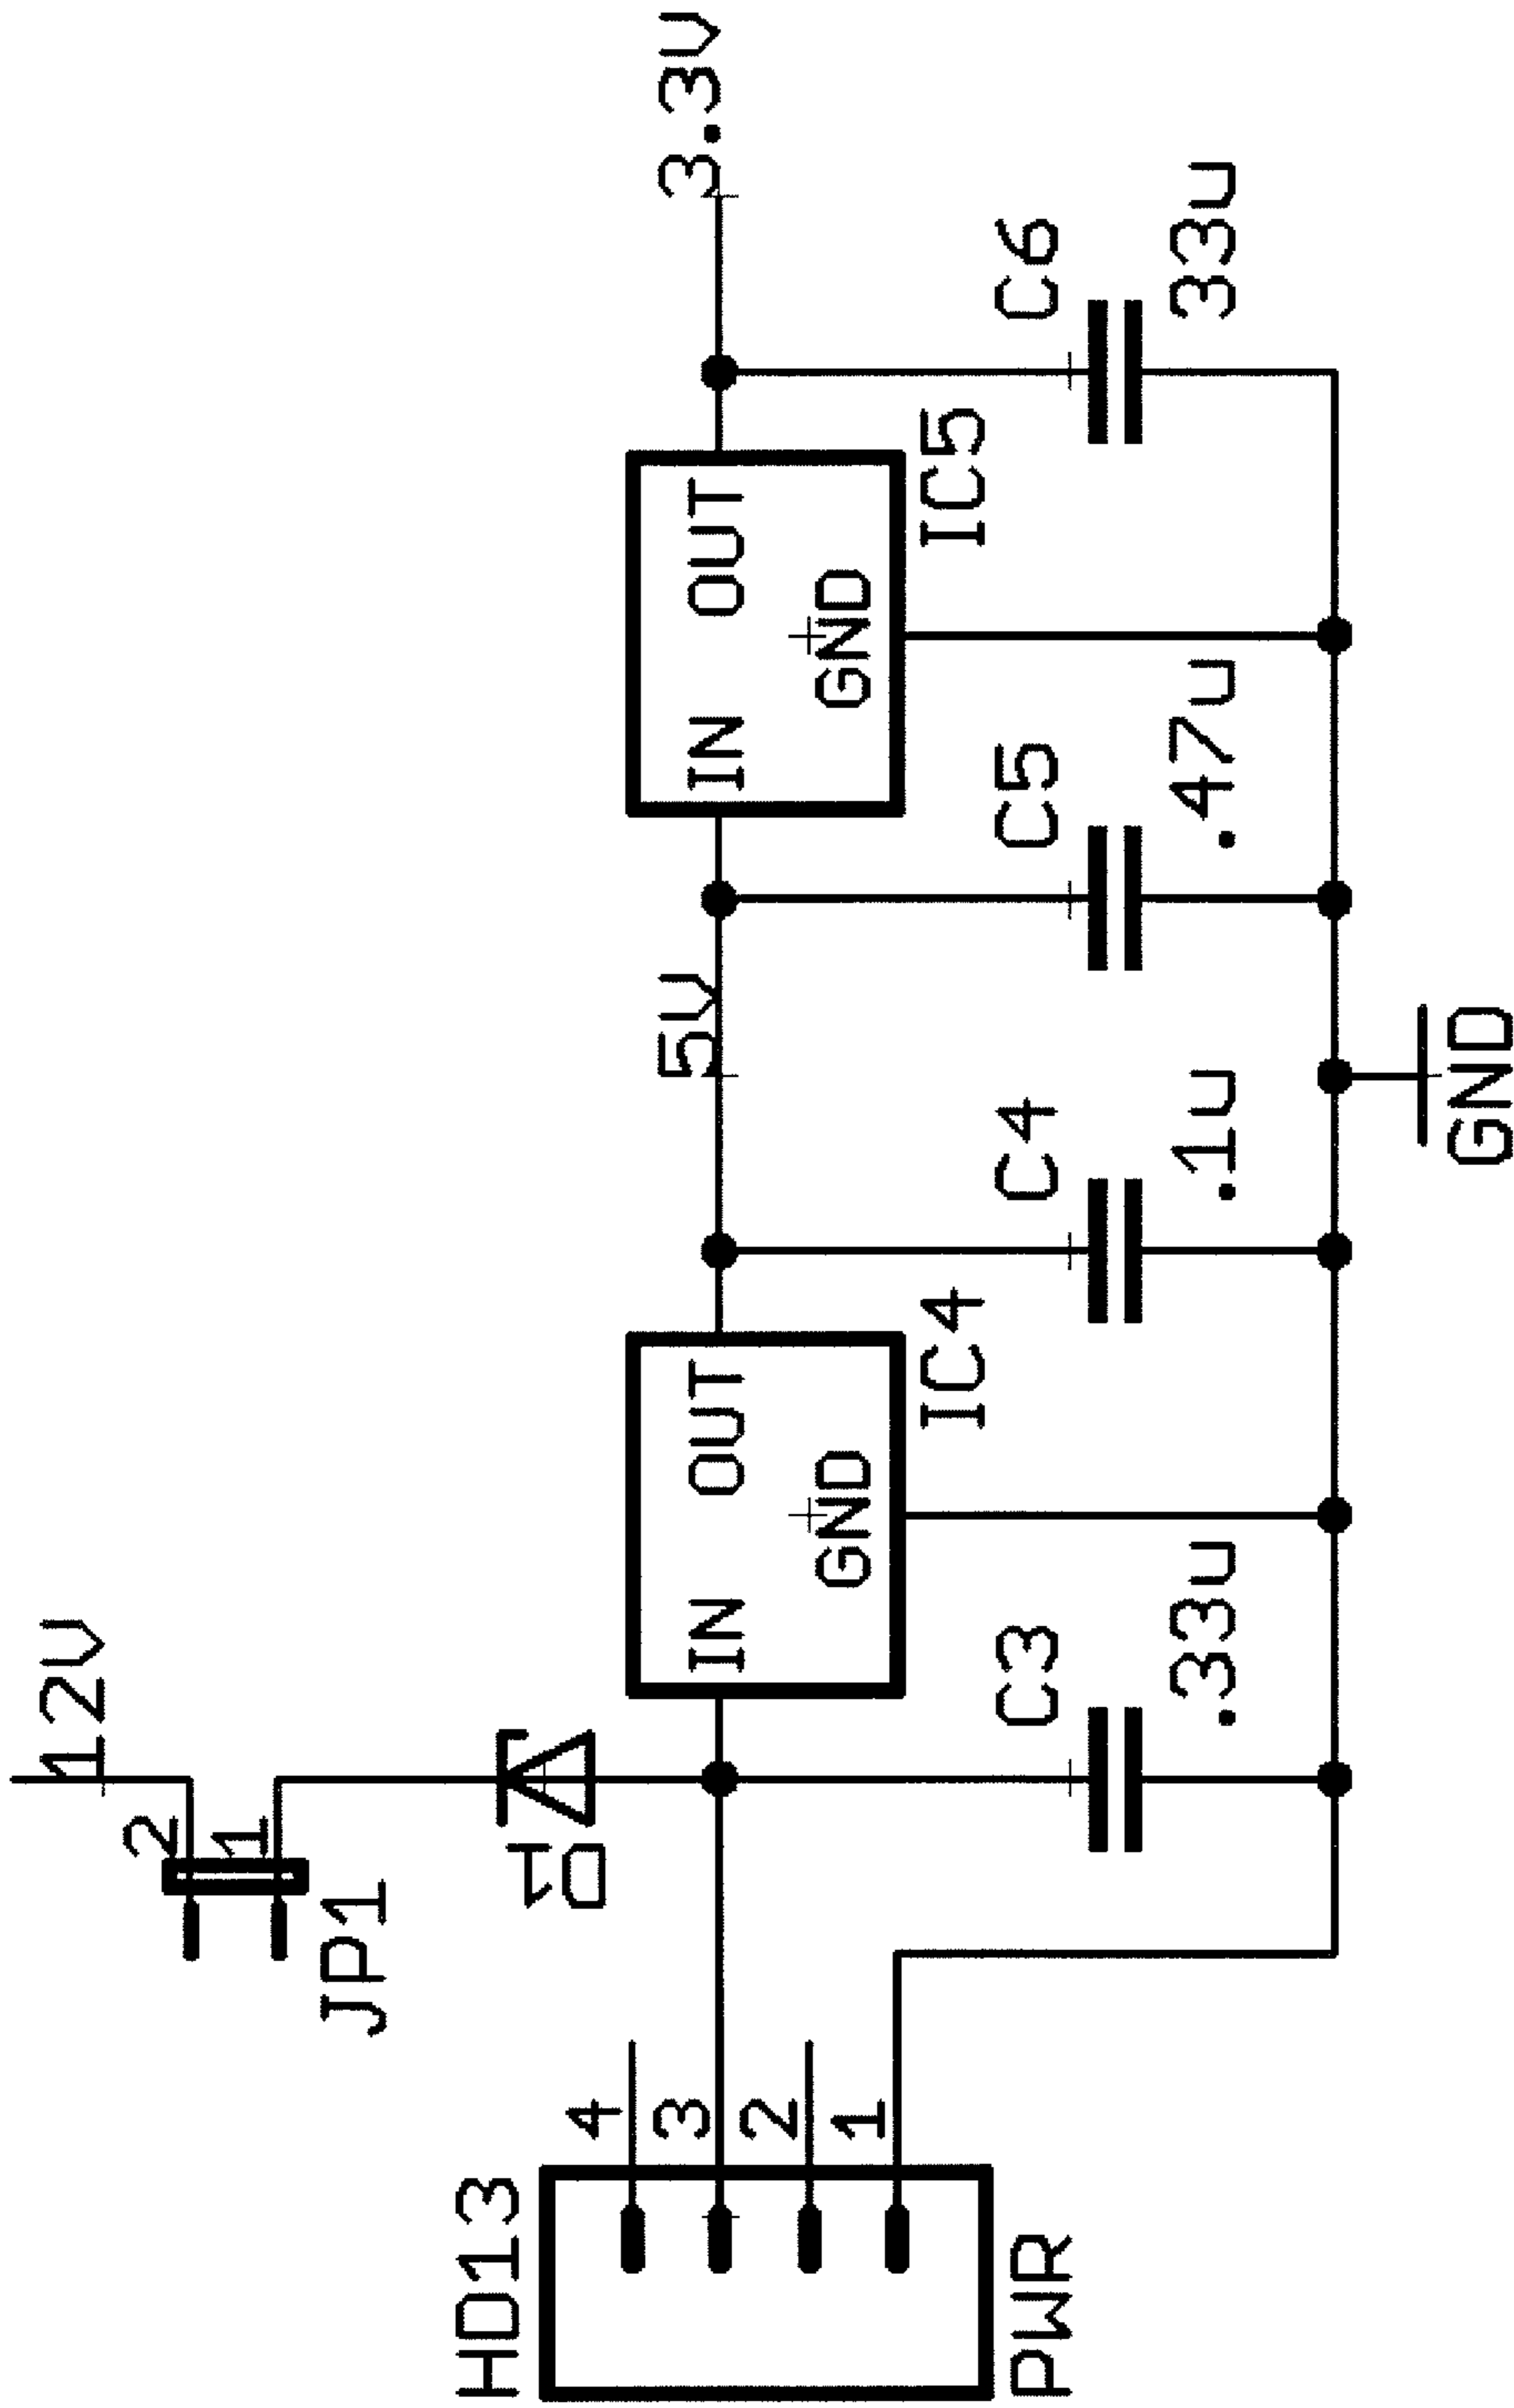 12V
2
1
JP1
D1
HD13
4
3
2
1
PWR
IN
OUT
GND
IC4
5V
IN
OUT
GND
IC5
3.3V
C3
.33u
C4
.1u
C5
.47u
C6
33u
GND